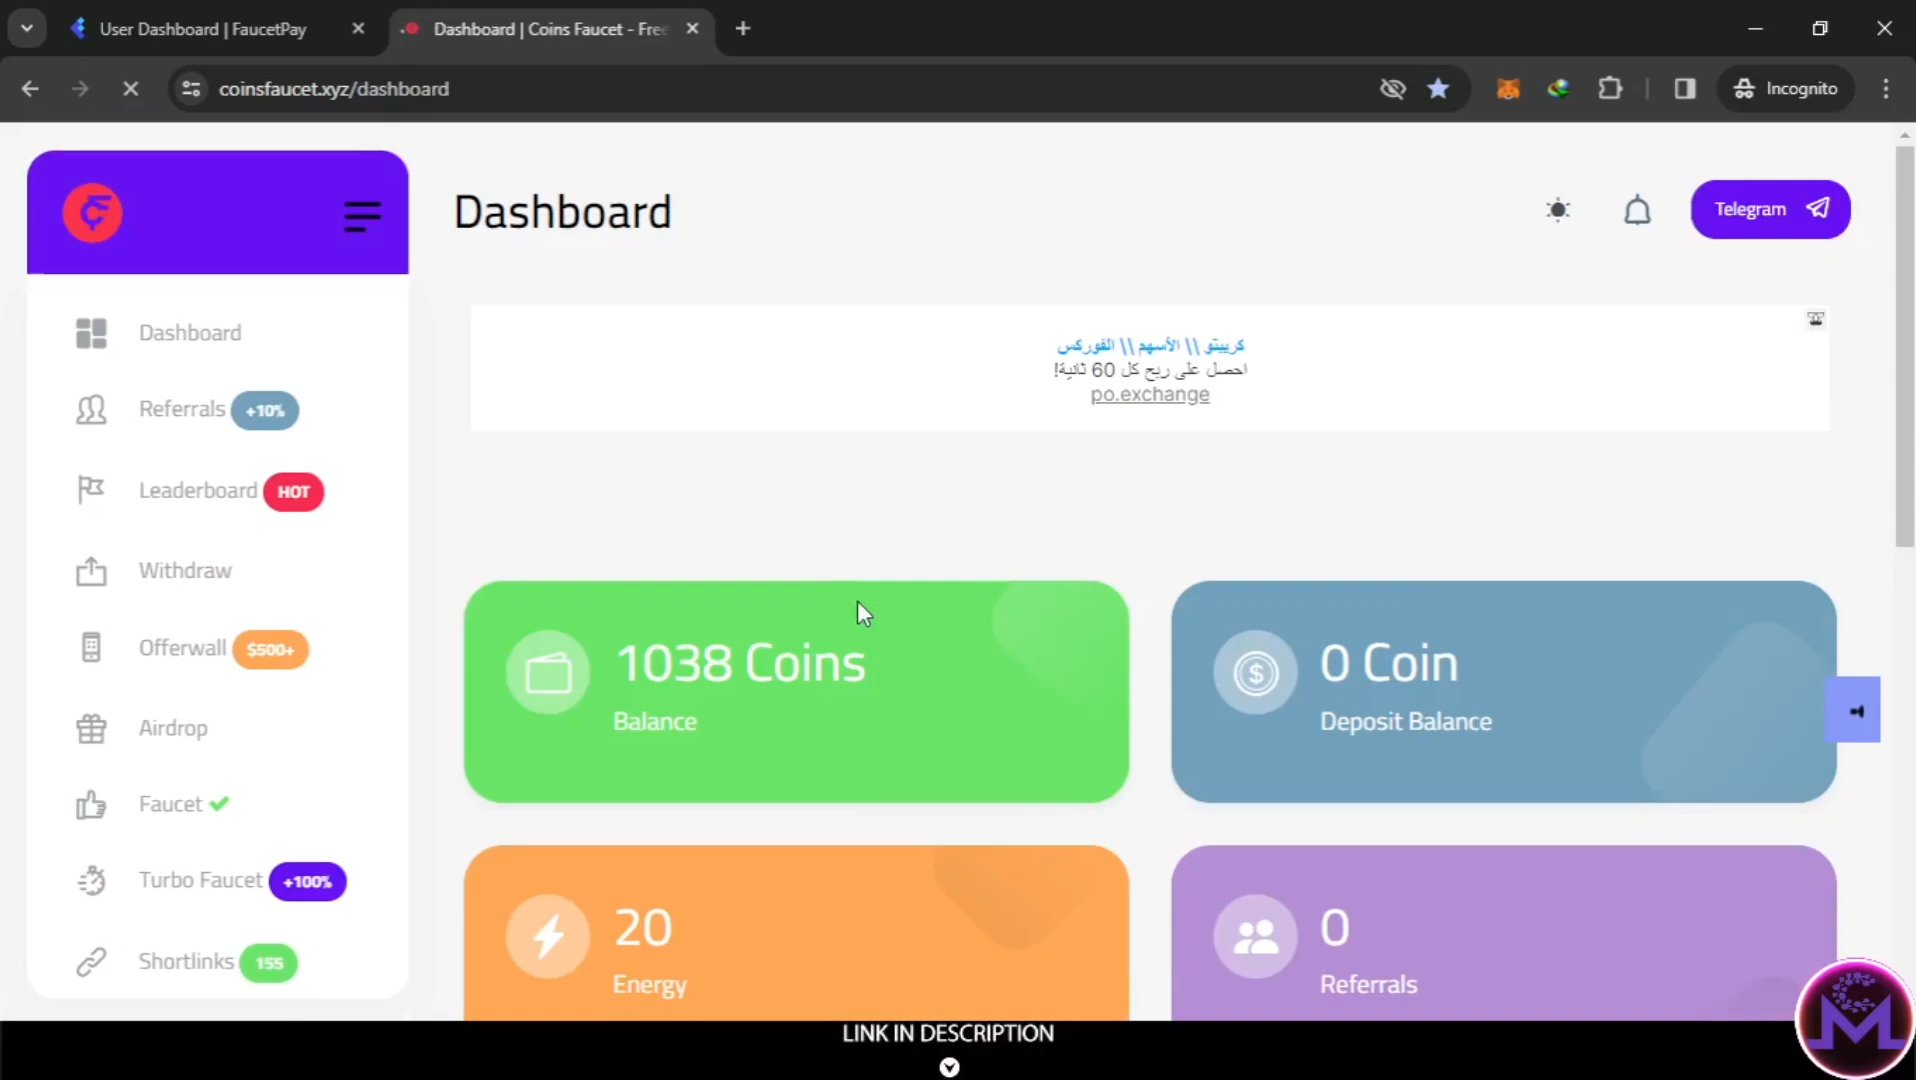 User Dashboard | FaucetPay
Dashboard | Coins Faucet - Free
coinsfaucet.xyz/dashboard
Incognito
Dashboard
Telegram
Dashboard
Referrals +10%
Leaderboard HOT
Withdraw
Offerwall $500+
Airdrop
Faucet
Turbo Faucet +100%
Shortlinks 155
كريبتو \\ الأسهم \\ الفوركس
احصل على ربح كل 60 ثانية!
po.exchange
1038 Coins
Balance
0 Coin
Deposit Balance
20
Energy
0
Referrals
LINK IN DESCRIPTION